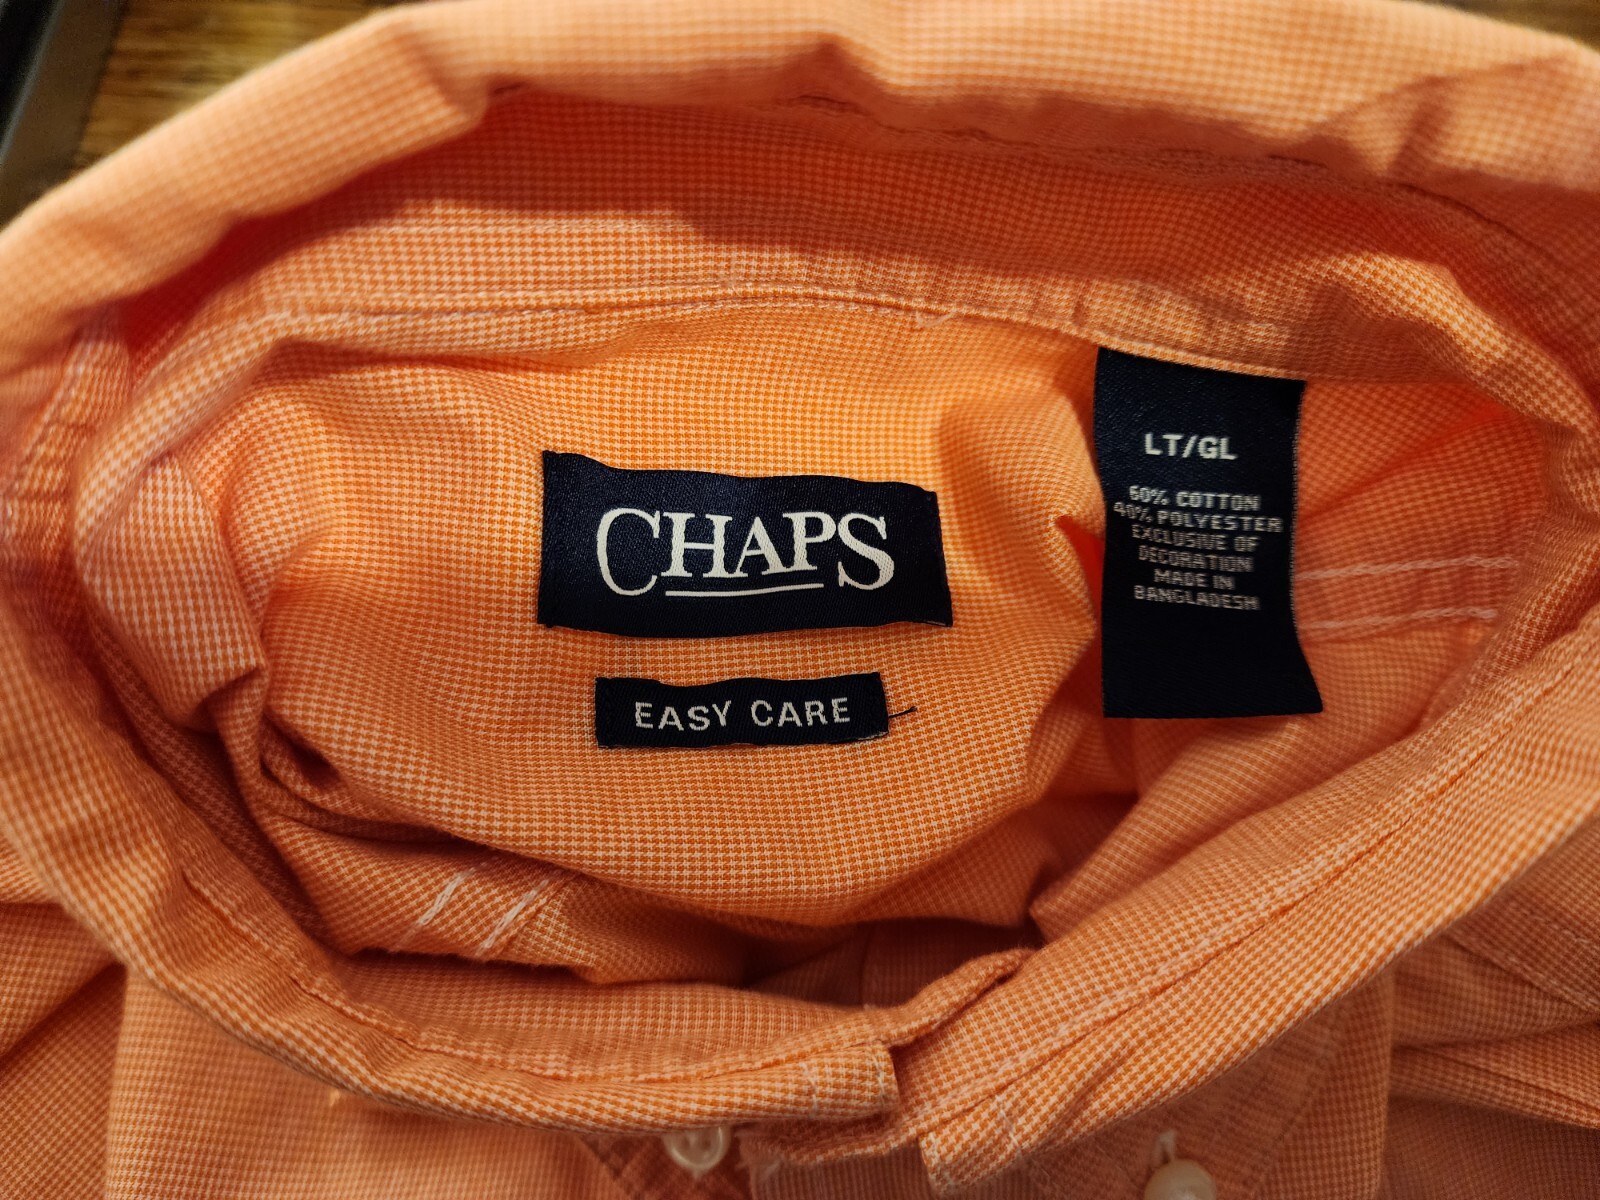 CHAPS
EASY CARE
LT/GL
60% COTTON
40% POLYESTER
EXCLUSIVE OF
DECORATION
MADE IN
BANGLADESH